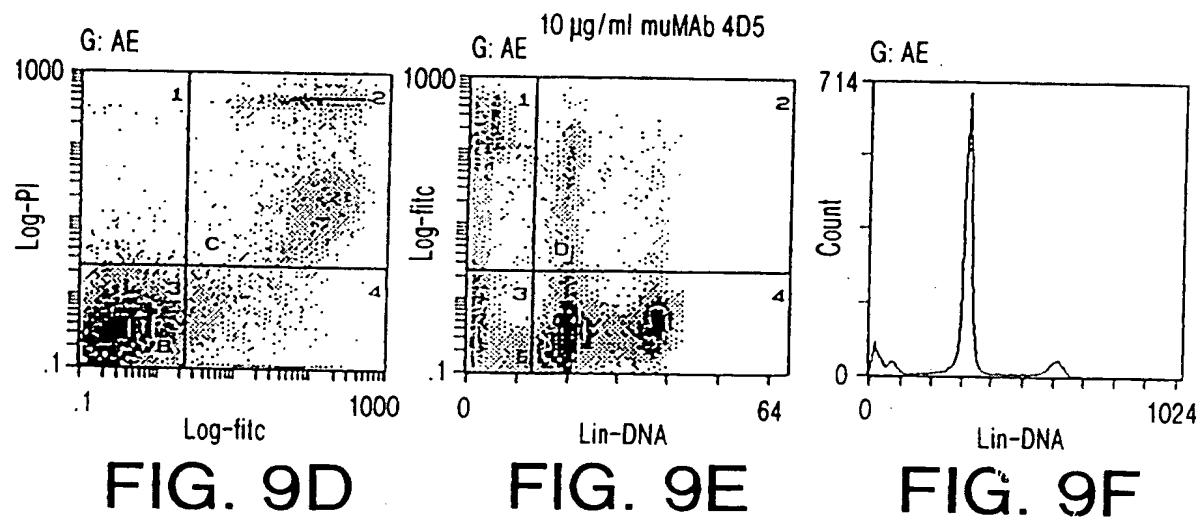 10 µg/ml muMAb 4D5
G: AE
1000
1
2
Log-PI
C
3
4
B
.1
.1
1000
Log-fitc
FIG. 9D
G: AE
1000
1
2
Log-fitc
D
3
4
E
.1
0
64
Lin-DNA
FIG. 9E
G: AE
714
Count
0
0
1024
Lin-DNA
FIG. 9F